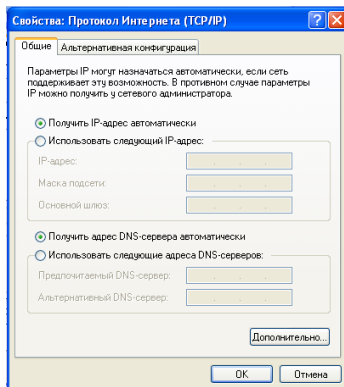 Свойства: Протокол Интернета (TCP/IP)
Общие
Альтернативная конфигурация
Параметры IP могут назначаться автоматически, если сеть
поддерживает эту возможность. В противном случае параметры
IP можно получить у сетевого администратора.
Получить IP-адрес автоматически
Использовать следующий IP-адрес:
IP-адрес:
Маска подсети:
Основной шлюз:
Получить адрес DNS-сервера автоматически
Использовать следующие адреса DNS-серверов:
Предпочитаемый DNS-сервер:
Альтернативный DNS-сервер:
Дополнительно...
OK
Отмена